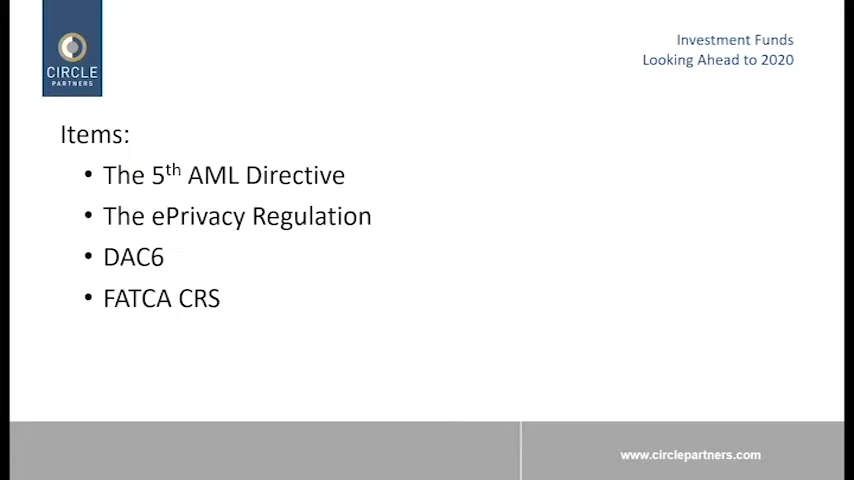 CIRCLE
PARTNERS
Investment Funds
Looking Ahead to 2020
Items:
• The 5th AML Directive
• The ePrivacy Regulation
• DAC6
• FATCA CRS
www.circlepartners.com